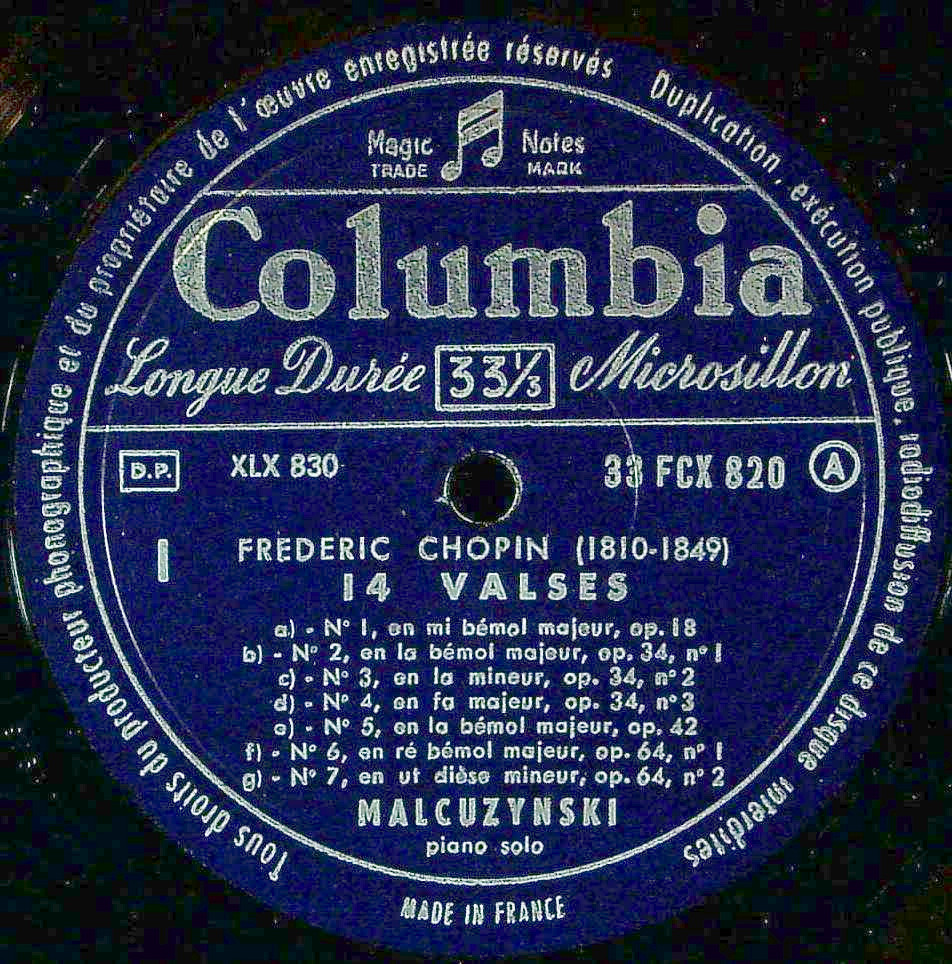 Tous droits du producteur phonographique et du propriétaire de l'œuvre enregistrée réservés
Duplication, exécution publique, radiodiffusion de ce disque interdites
Magic Notes
TRADE MARK
Columbia
Longue Durée 33⅓ Microsillon
D.P. XLX 830 33 FCX 820 A
I FREDERIC CHOPIN (1810-1849)
14 VALSES
a) - N° 1, en mi bémol majeur, op. 18
b) - N° 2, en la bémol majeur, op. 34, n° 1
c) - N° 3, en la mineur, op. 34, n° 2
d) - N° 4, en fa majeur, op. 34, n° 3
e) - N° 5, en la bémol majeur, op. 42
f) - N° 6, en ré bémol majeur, op. 64, n° 1
g) - N° 7, en ut dièse mineur, op. 64, n° 2
MALCUZYNSKI
piano solo
MADE IN FRANCE